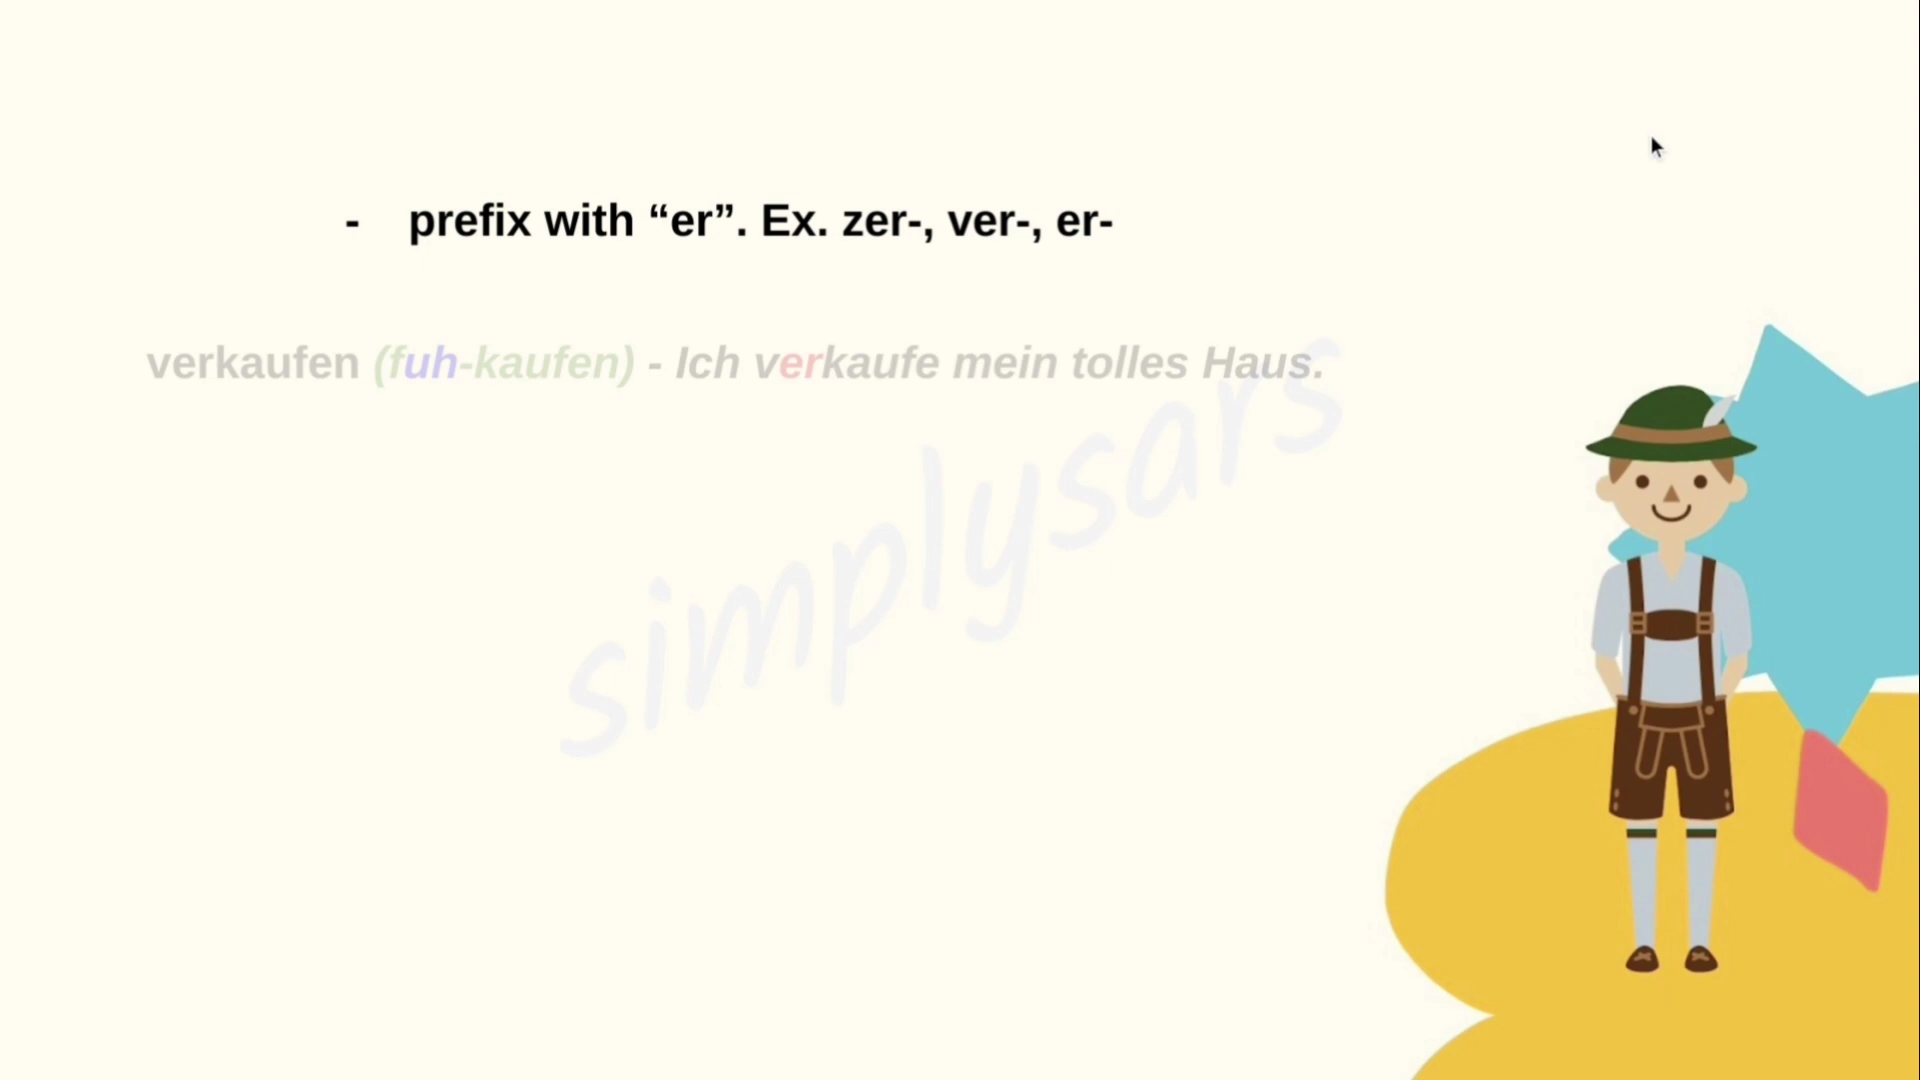 - prefix with “er”. Ex. zer-, ver-, er-
verkaufen (fuh-kaufen) - Ich verkaufe mein tolles Haus.
simplysars